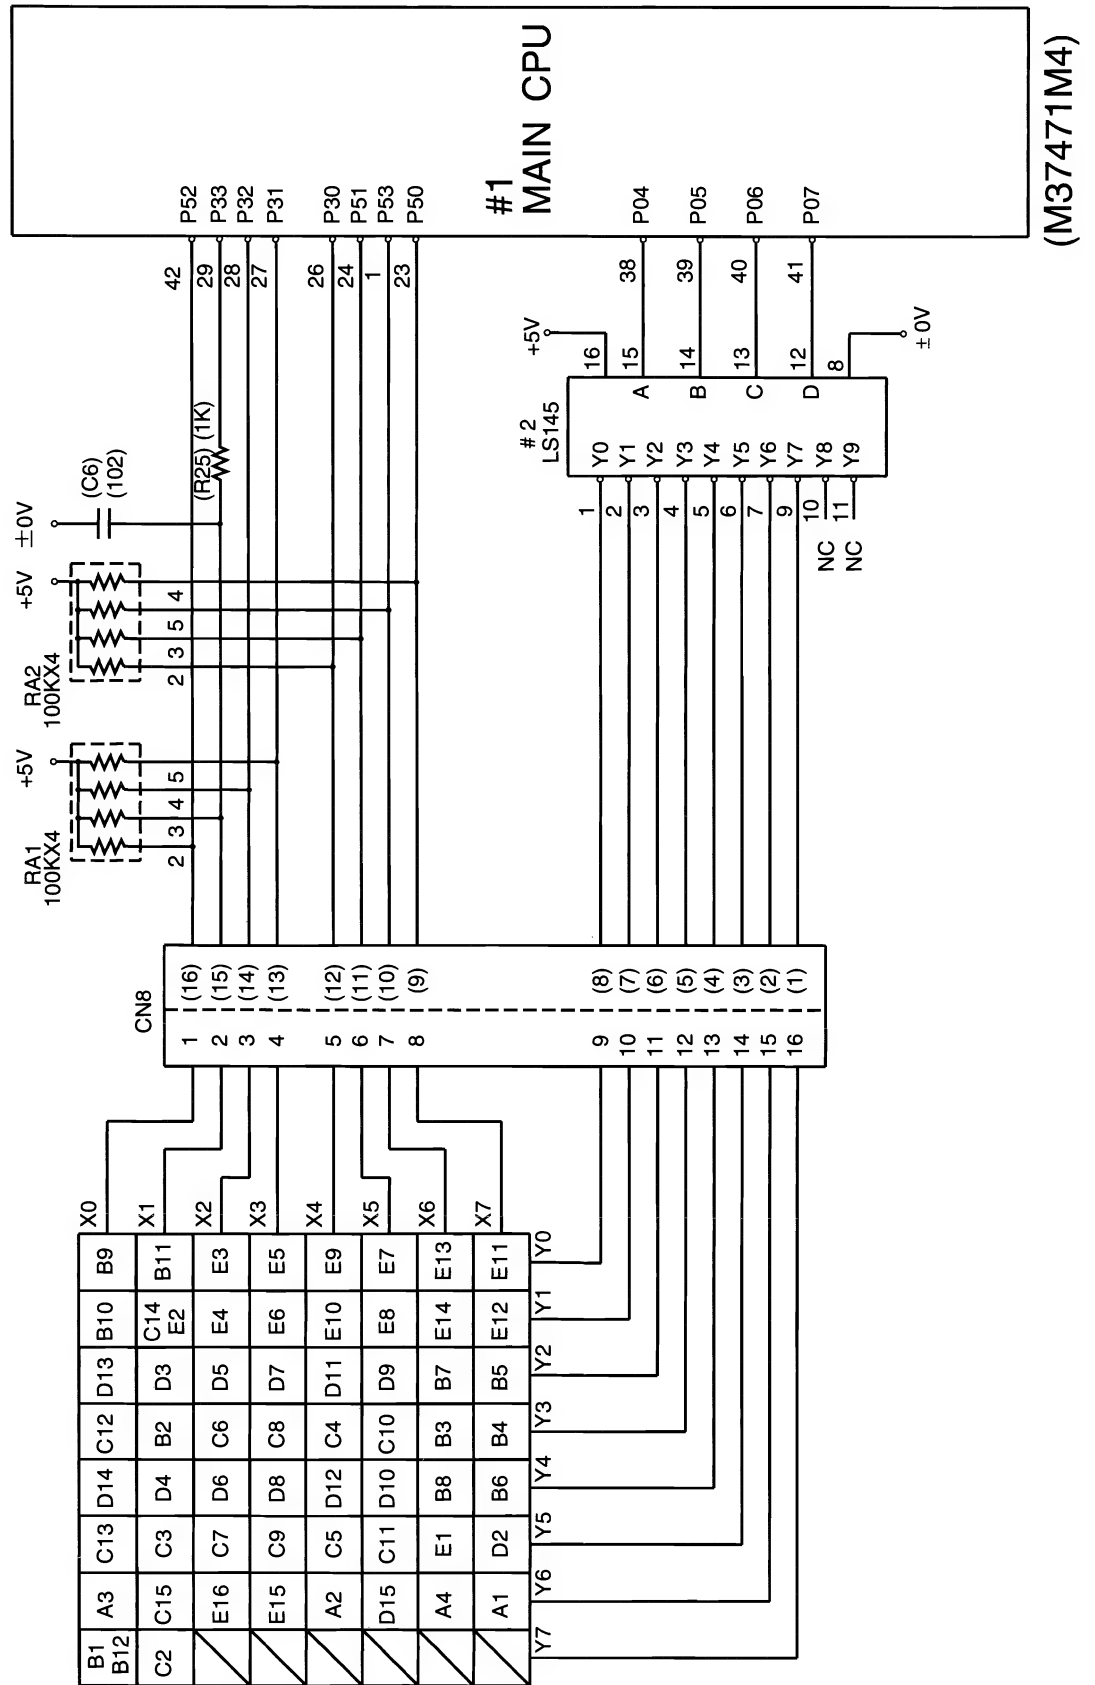 #1
MAIN CPU
(M37471M4)
P52
P33
P32
P31
P30
P51
P53
P50
P04
P05
P06
P07
42
29
28
27
26
24
1
23
38
39
40
41
+5V
±0V
16
15
14
13
12
8
#2
LS145
A
B
C
D
Y0
Y1
Y2
Y3
Y4
Y5
Y6
Y7
Y8
Y9
1
2
3
4
5
6
7
9
10
11
NC
NC
(R25) (1K)
(C6)
(102)
±0V
+5V
RA2
100KX4
2
3
5
4
+5V
RA1
100KX4
2
3
4
5
CN8
(16)
(15)
(14)
(13)
(12)
(11)
(10)
(9)
(8)
(7)
(6)
(5)
(4)
(3)
(2)
(1)
1
2
3
4
5
6
7
8
9
10
11
12
13
14
15
16
X0
X1
X2
X3
X4
X5
X6
X7
B9
B11
E3
E5
E9
E7
E13
E11
Y0
B10
C14
E2
E4
E6
E10
E8
E14
E12
Y1
D13
D3
D5
D7
D11
D9
B7
B5
Y2
C12
B2
C6
C8
C4
C10
B3
B4
Y3
D14
D4
D6
D8
D12
D10
B8
B6
Y4
C13
C3
C7
C9
C5
C11
E1
D2
Y5
A3
C15
E16
E15
A2
D15
A4
A1
Y6
B1
B12
C2
Y7